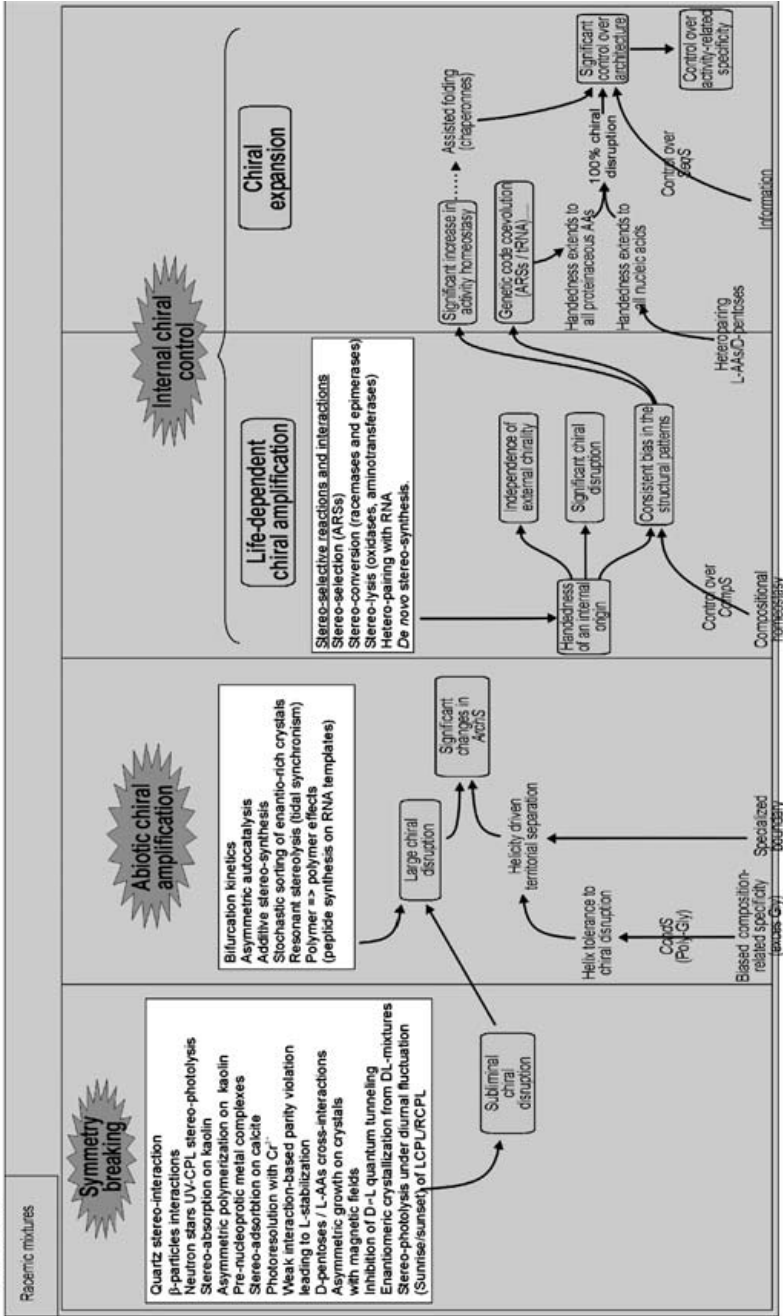 Racemic mixtures
Symmetry
breaking
Quartz stereo-interaction
β-particles interactions
Neutron stars UV-CPL stereo-photolysis
Stereo-absorption on kaolin
Asymmetric polymerization on kaolin
Pre-nucleoprotic metal complexes
Stereo-adsorbtion on calcite
Photoresolution with Cr
Weak interaction-based parity violation
leading to L-stabilization
D-pentoses / L-AAs cross-interactions
Asymmetric growth on crystals
with magnetic fields
Inhibition of D-L quantum tunneling
Enantiomeric crystalization from DL-mixtures
Stereo-photolysis under diurnal fluctuation
(Sunrise/sunset) of LCPL/RCPL
Subliminal
chiral
disruption
Abiotic chiral
amplification
Bifurcation kinetics
Asymmetric autocatalysis
Additive stereo-synthesis
Stochastic sorting of enantio-rich crystals
Resonant stereolysis (tidal synchronism)
Polymer => polymer effects
(peptide synthesis on RNA templates)
Large chiral
disruption
Significant
changes in
ArchS
Helicity driven
territorial separation
Helix tolerance to
chiral disruption
CondS
(Poly-Gly)
Biased composition-
related specificity
(exces Gly)
Specialized
boundary
Internal chiral
control
Life-dependent
chiral amplification
Stereo-selective reactions and interactions
Stereo-selection (ARSs)
Stereo-conversion (racemases and epimerases)
Stereo-lysis (oxidases, aminotransferases)
Hetero-pairing with RNA
De novo stereo-synthesis.
Handedness
of an internal
origin
Independence of
external chirality
Significant chiral
disruption
Consistent bias in the
structural patterns
Control over
CompS
Compositional
homeostasy
Chiral
expansion
Significant increase in
activity homeostasy
Assisted folding
(chaperonnes)
Genetic code coevolution
(ARSs / tRNA)....
Handedness extends to
all proteinaceous AAs
Handedness extends to
all nucleic acids
Heteropairing
L-AAs/D-pentoses
100% chiral
disruption
Control over
SeqS
Information
Significant
control over
architecture
Control over
activity-related
specificity